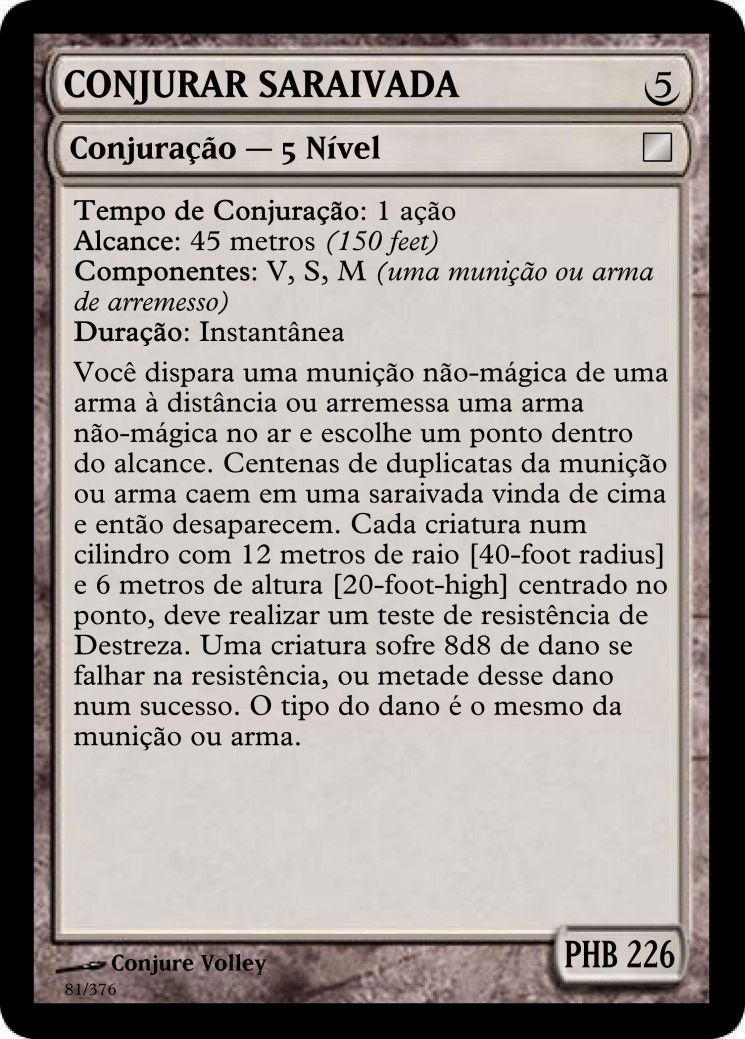 CONJURAR SARAIVADA
5
Conjuração — 5 Nível
Tempo de Conjuração: 1 ação
Alcance: 45 metros (150 feet)
Componentes: V, S, M (uma munição ou arma
de arremesso)
Duração: Instantânea
Você dispara uma munição não-mágica de uma
arma à distância ou arremessa uma arma
não-mágica no ar e escolhe um ponto dentro
do alcance. Centenas de duplicatas da munição
ou arma caem em uma saraivada vinda de cima
e então desaparecem. Cada criatura num
cilindro com 12 metros de raio [40-foot radius]
e 6 metros de altura [20-foot-high] centrado no
ponto, deve realizar um teste de resistência de
Destreza. Uma criatura sofre 8d8 de dano se
falhar na resistência, ou metade desse dano
num sucesso. O tipo do dano é o mesmo da
munição ou arma.
PHB 226
Conjure Volley
81/376